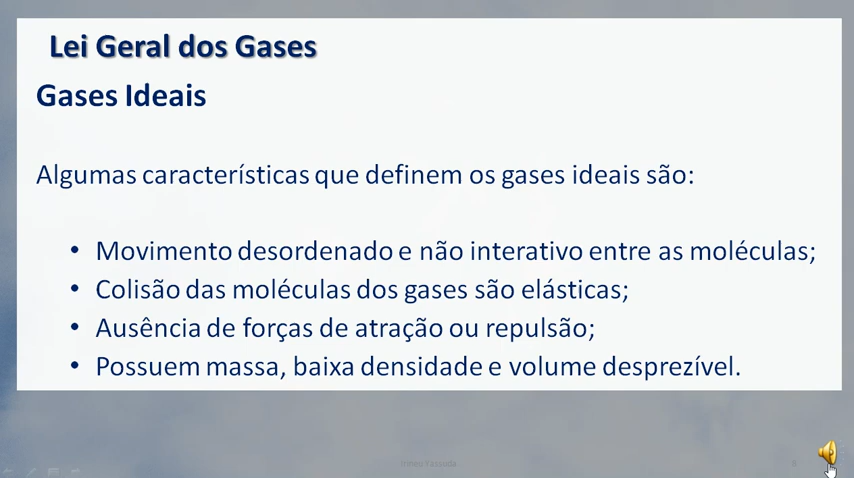 Lei Geral dos Gases
Gases Ideais
Algumas características que definem os gases ideais são:
• Movimento desordenado e não interativo entre as moléculas;
• Colisão das moléculas dos gases são elásticas;
• Ausência de forças de atração ou repulsão;
• Possuem massa, baixa densidade e volume desprezível.